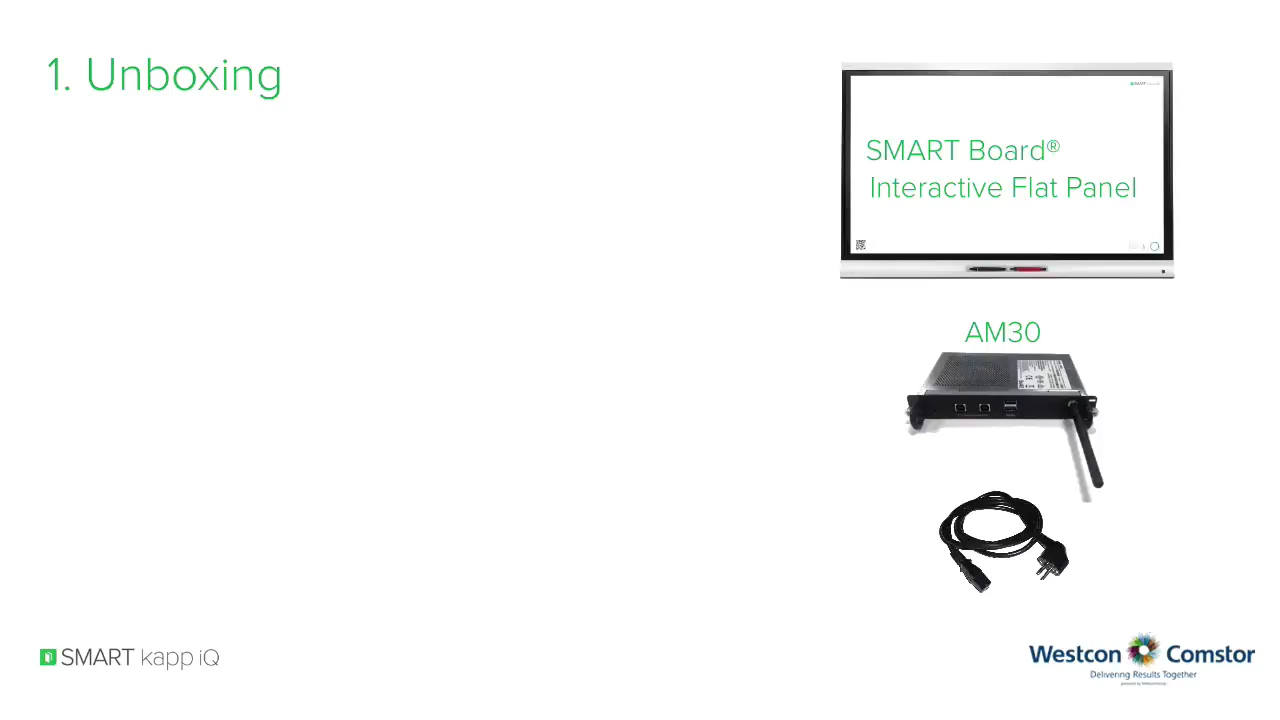 1. Unboxing
SMART Board®
Interactive Flat Panel
AM30
SMART kapp iQ
Westcon Comstor
Delivering Results Together